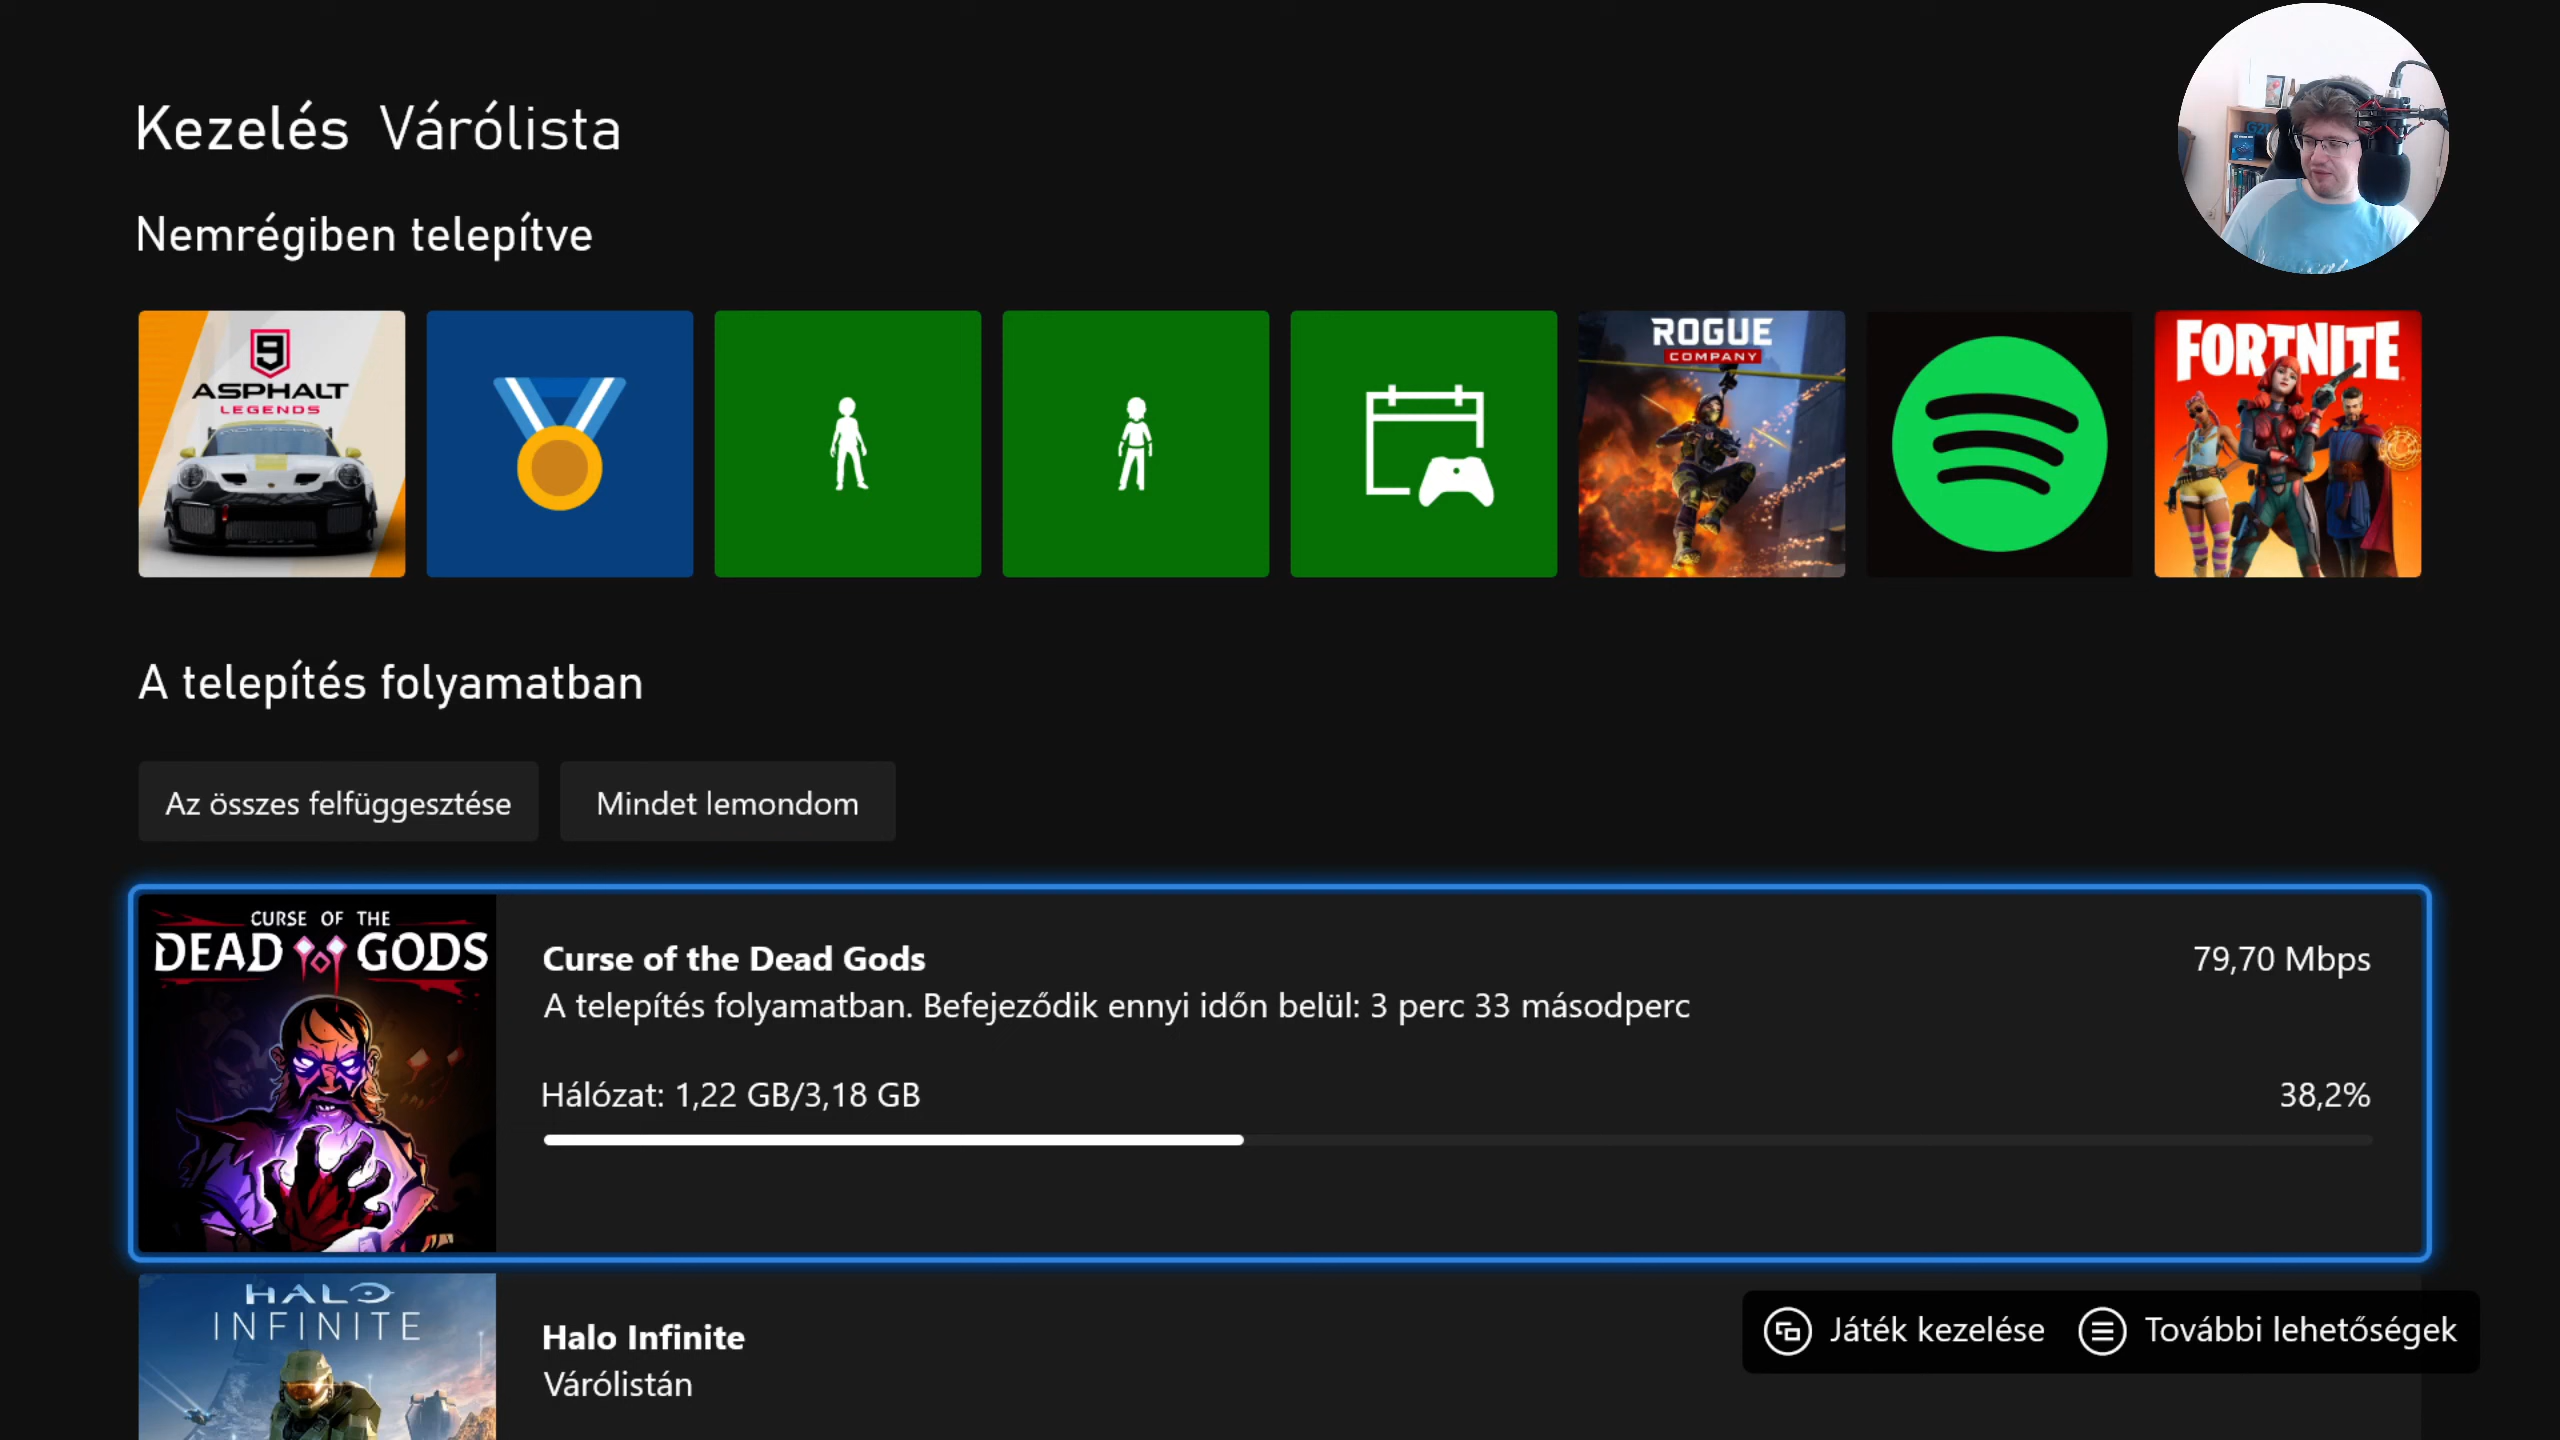 Kezelés Várólista
Nemrégiben telepítve
9
ASPHALT
LEGENDS
ROGUE
COMPANY
FORTNITE
A telepítés folyamatban
Az összes felfüggesztése
Mindet lemondom
CURSE OF THE
DEAD GODS
Curse of the Dead Gods
79,70 Mbps
A telepítés folyamatban. Befejeződik ennyi időn belül: 3 perc 33 másodperc
Hálózat: 1,22 GB/3,18 GB
38,2%
HALO
INFINITE
Halo Infinite
Várólistán
Játék kezelése
További lehetőségek